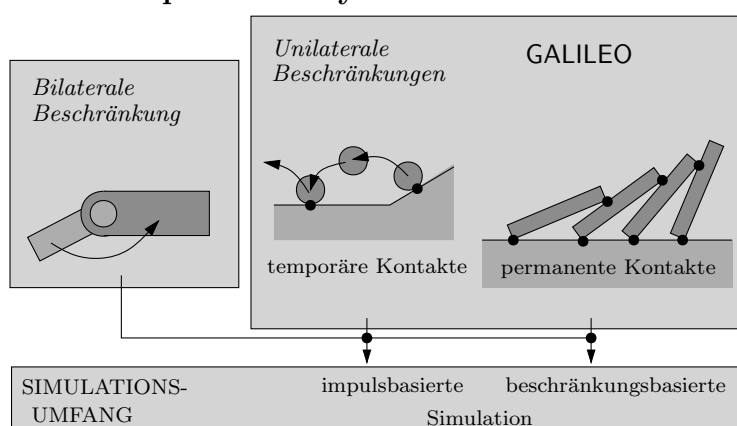 Unilaterale
Beschränkungen
GALILEO
Bilaterale
Beschränkung
temporäre Kontakte
permanente Kontakte
SIMULATIONS-
UMFANG
impulsbasierte
beschränkungsbasierte
Simulation